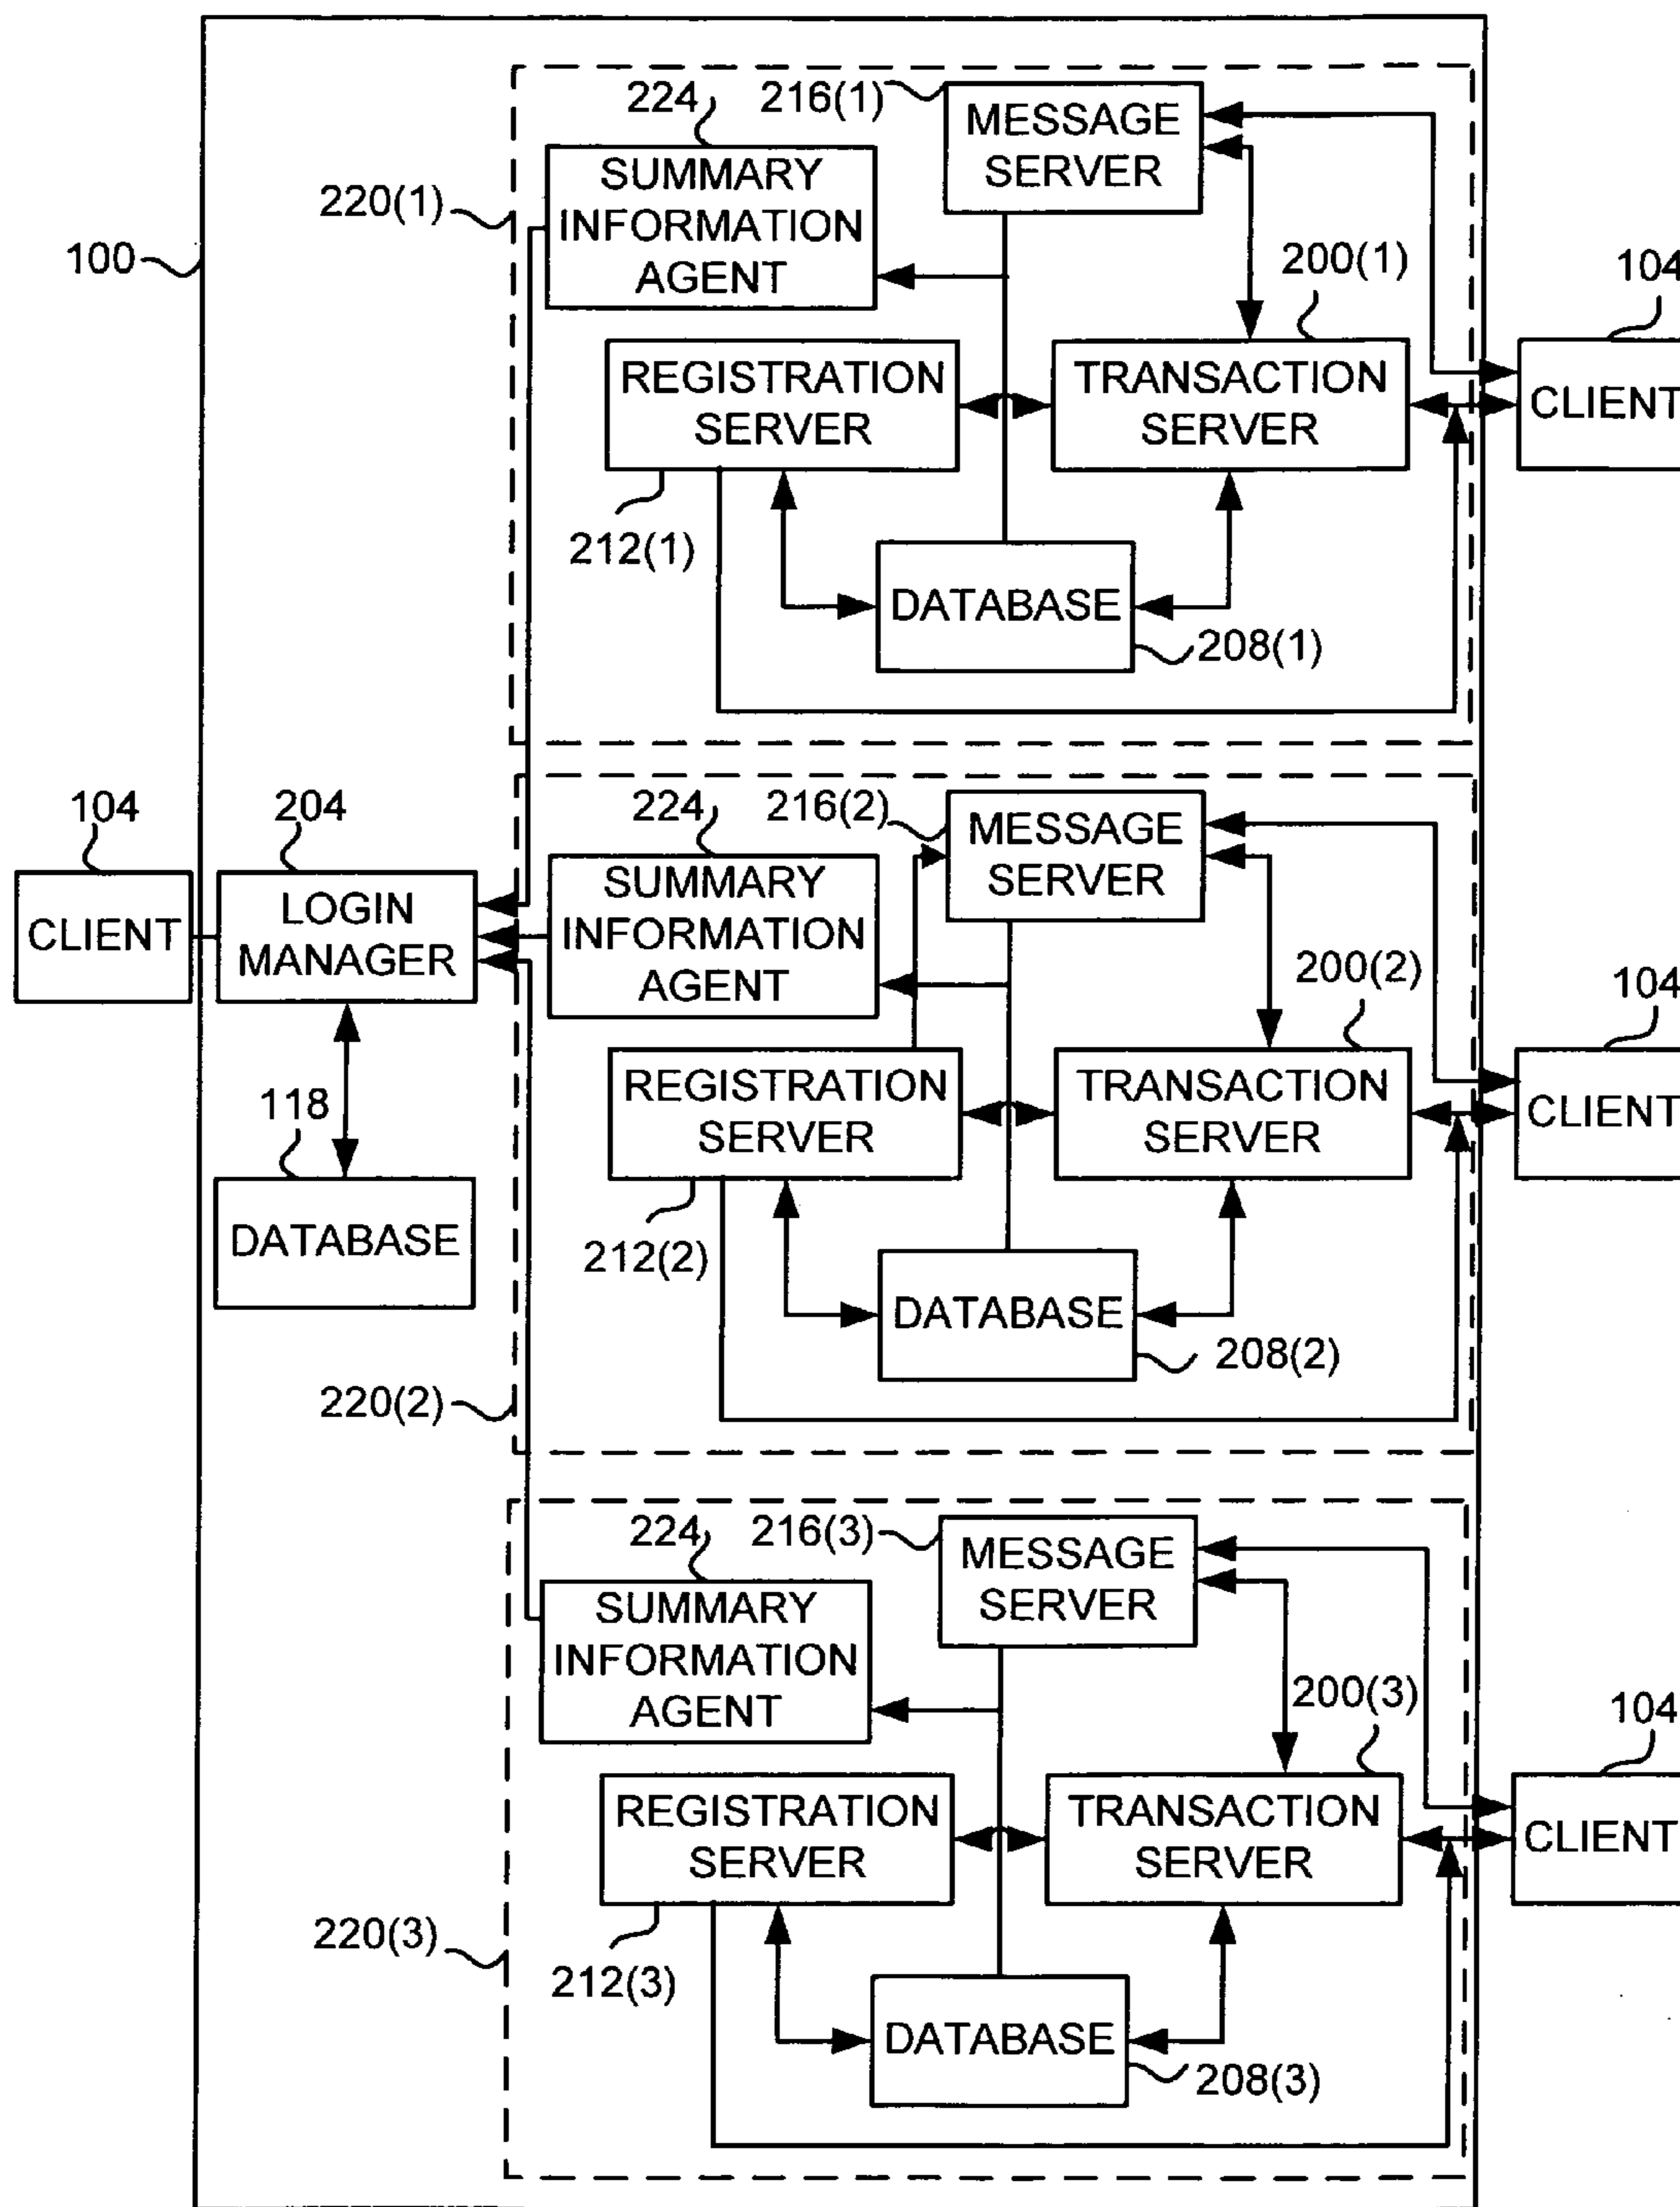 224
216(1)
MESSAGE
SERVER
SUMMARY
INFORMATION
AGENT
220(1)
100
200(1)
104
REGISTRATION
SERVER
TRANSACTION
SERVER
CLIENT
212(1)
DATABASE
208(1)
104
204
224
216(2)
MESSAGE
SERVER
CLIENT
LOGIN
MANAGER
SUMMARY
INFORMATION
AGENT
200(2)
104
118
REGISTRATION
SERVER
TRANSACTION
SERVER
CLIENT
DATABASE
212(2)
DATABASE
208(2)
220(2)
224
216(3)
MESSAGE
SERVER
SUMMARY
INFORMATION
AGENT
200(3)
104
REGISTRATION
SERVER
TRANSACTION
SERVER
CLIENT
220(3)
212(3)
DATABASE
208(3)